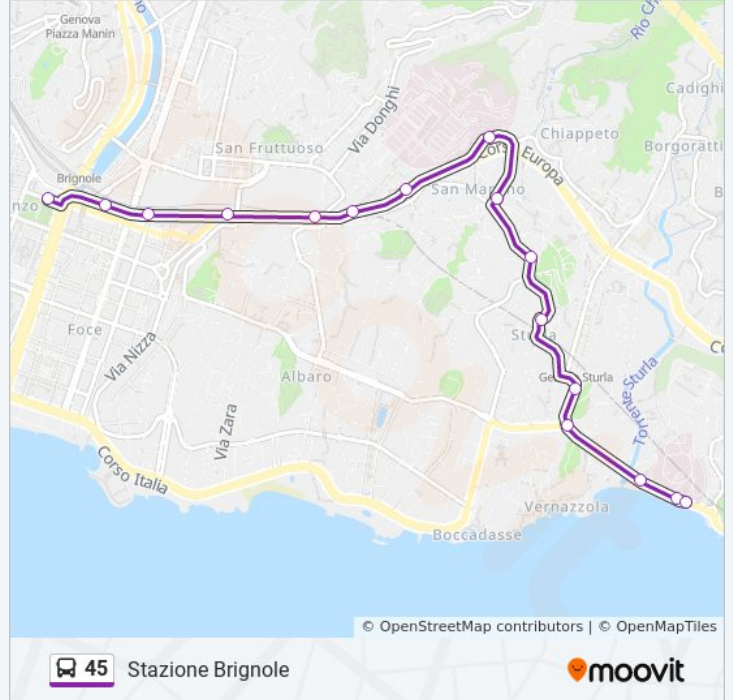 Genova
Piazza Manin
Rio Ch
Cadighi
Via Donghi
San Fruttuoso
Chiappeto
Borgoratti
Corso Europa
Brignole
nzo
San Martino
B
Foce
Via Nizza
Sturla
Co
Genova Sturla
Albaro
Torrente Sturla
Via Zara
Corso Italia
Vernazzola
Boccadasse
© OpenStreetMap contributors | © OpenMapTiles
45 Stazione Brignole
moovit